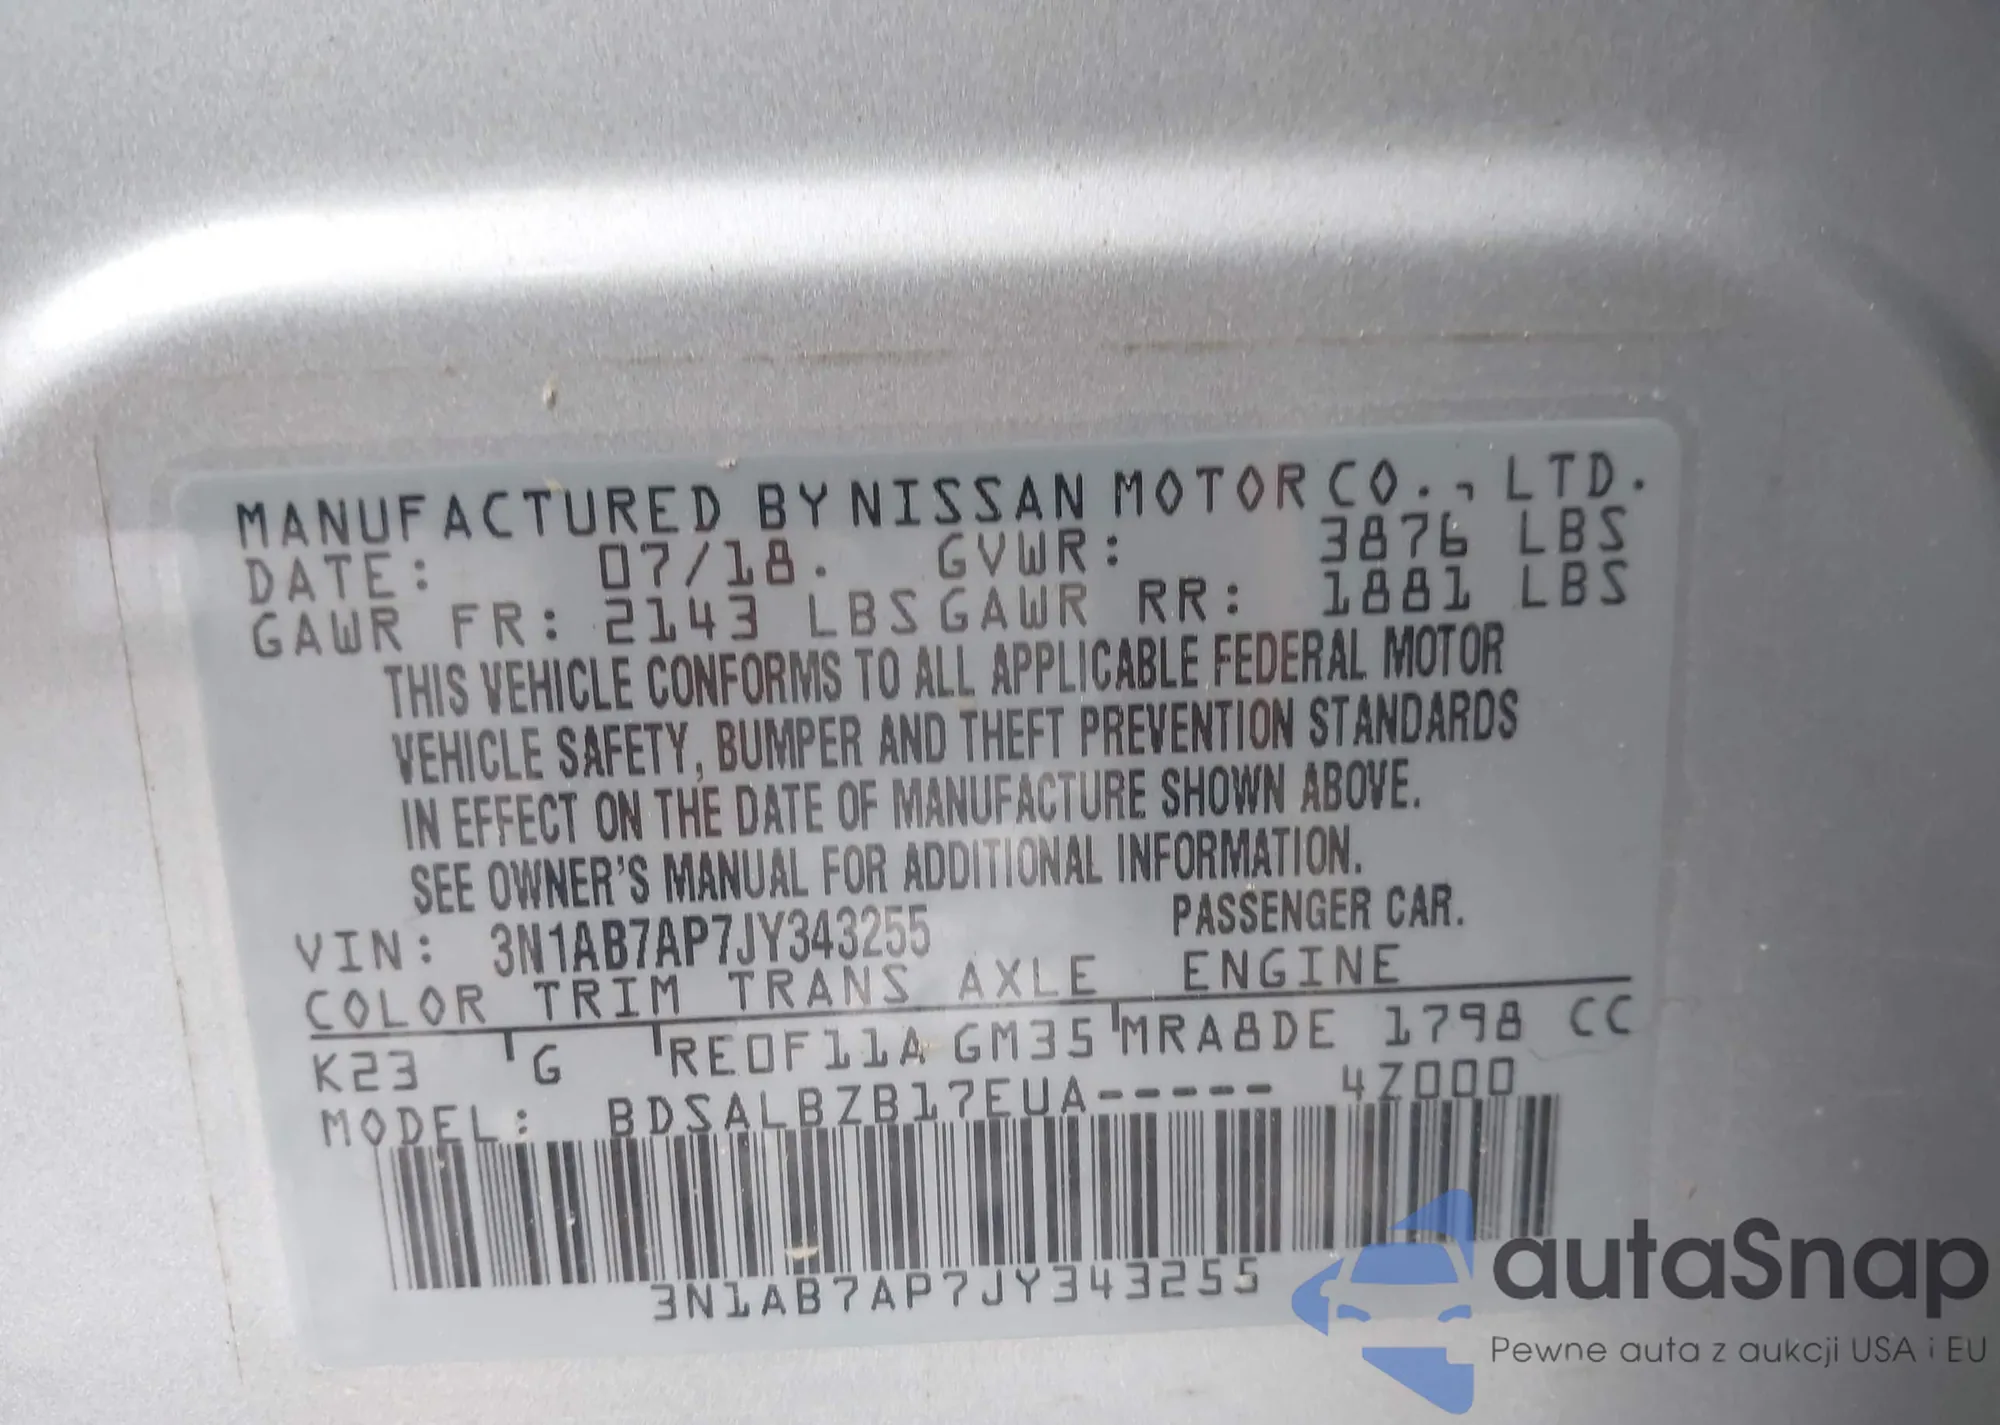 MANUFACTURED BY NISSAN MOTOR CO., LTD.
DATE: 07/18. GVWR: 3876 LBS
GAWR FR: 2143 LBS GAWR RR: 1881 LBS
THIS VEHICLE CONFORMS TO ALL APPLICABLE FEDERAL MOTOR
VEHICLE SAFETY, BUMPER AND THEFT PREVENTION STANDARDS
IN EFFECT ON THE DATE OF MANUFACTURE SHOWN ABOVE.
SEE OWNER'S MANUAL FOR ADDITIONAL INFORMATION.
VIN: 3N1AB7AP7JY343255 PASSENGER CAR.
COLOR TRIM TRANS AXLE ENGINE
K23 G RE0F11A GM35 MRA8DE 1798 CC
MODEL: BDSALBZB17EUA----- 4Z000
3N1AB7AP7JY343255
autaSnap
Pewne auta z aukcji USA i EU